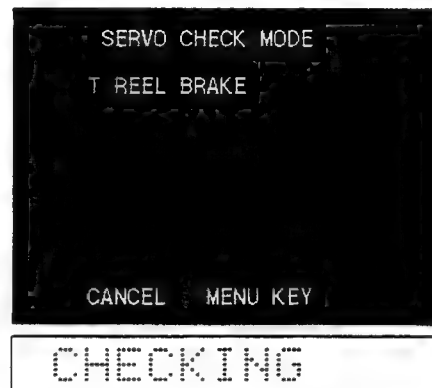 SERVO CHECK MODE
T REEL BRAKE
CANCEL MENU KEY
CHECKING